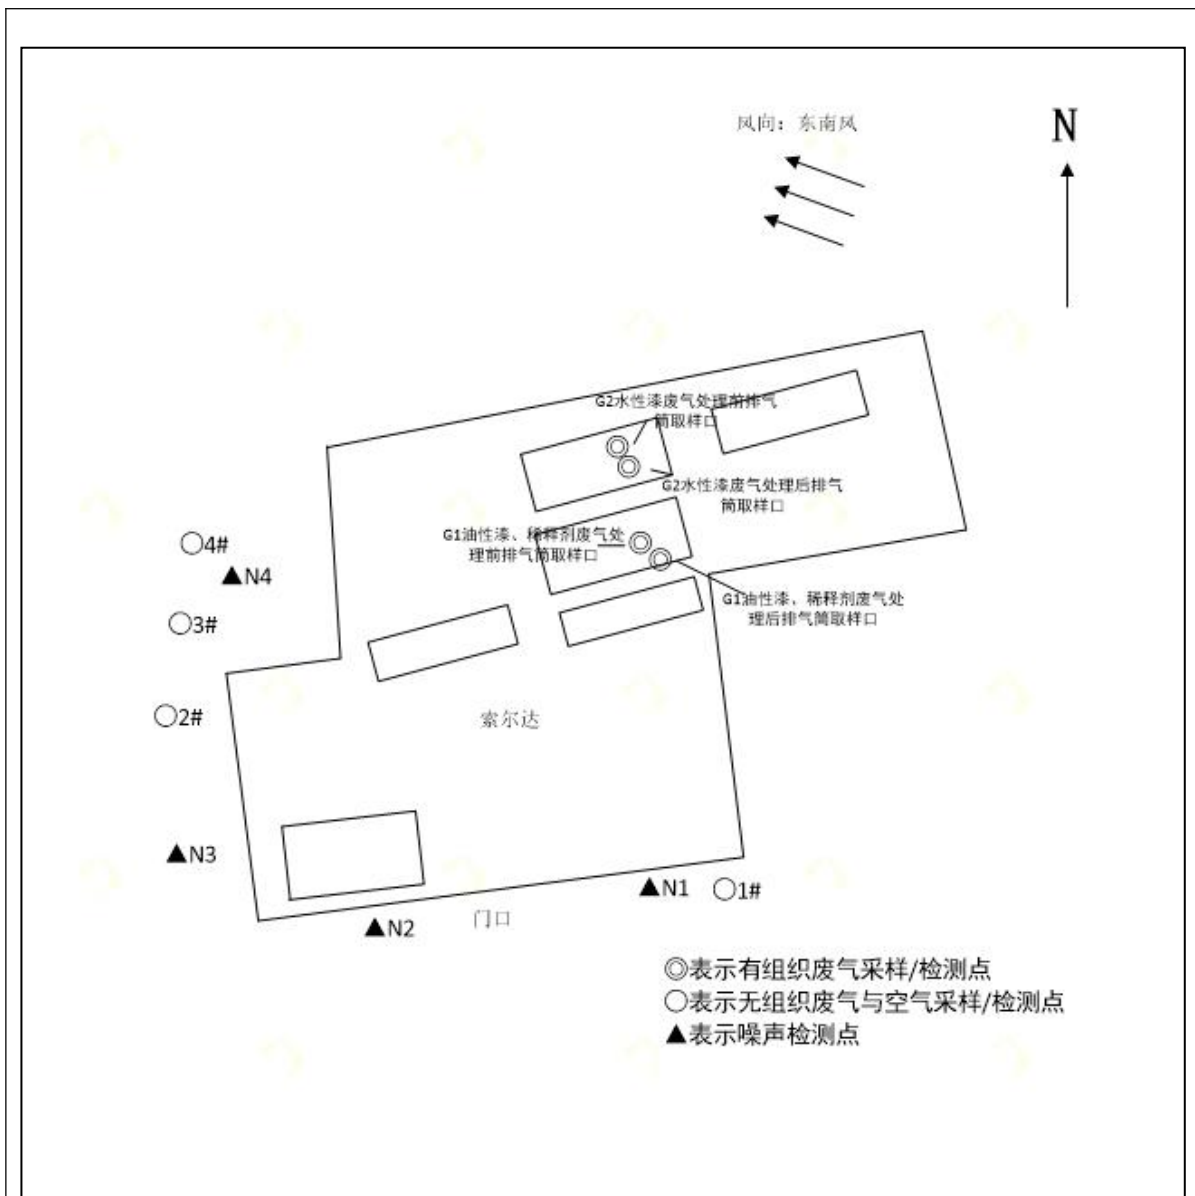 风向：东南风
N
G2水性漆废气处理前排气
筒取样口
G2水性漆废气处理后排气
筒取样口
G1油性漆、稀释剂废气处
理前排气筒取样口
4#
N4
G1油性漆、稀释剂废气处
理后排气筒取样口
3#
2#
索尔达
N3
N1
1#
N2
门口
◎表示有组织废气采样/检测点
○表示无组织废气与空气采样/检测点
▲表示噪声检测点